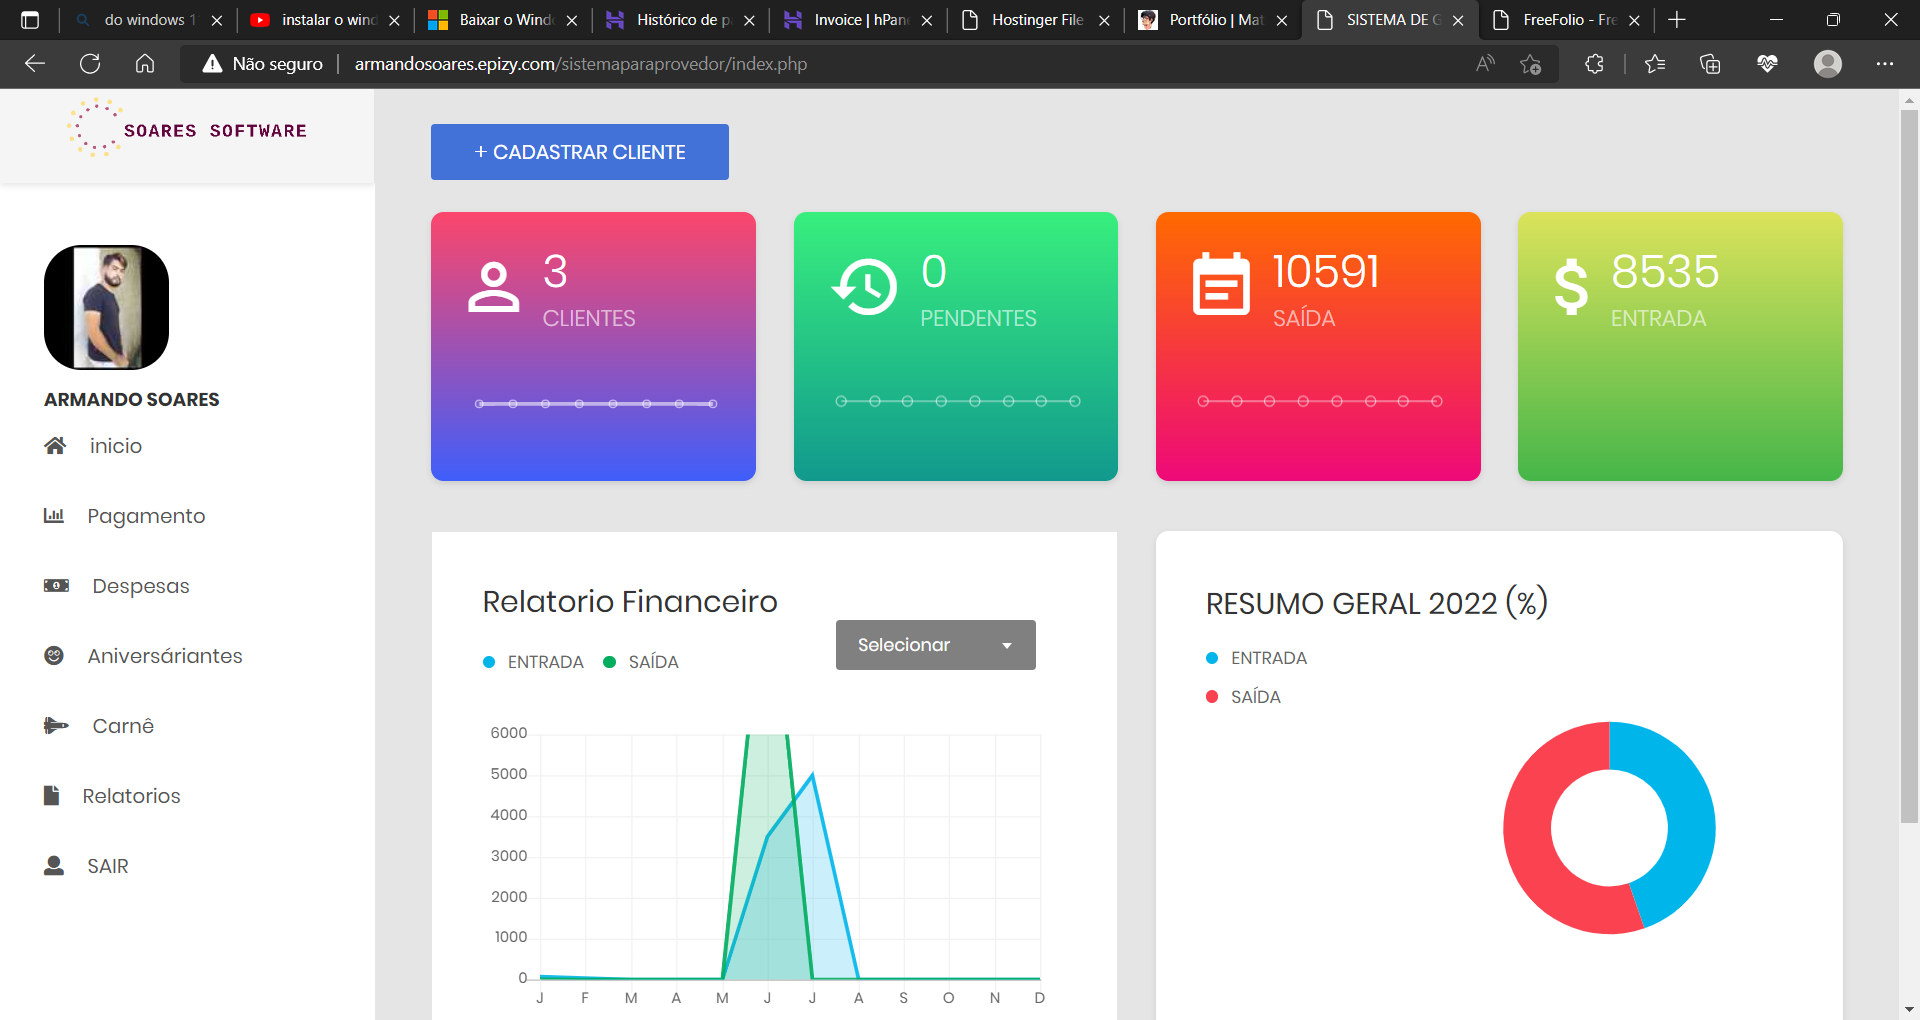 do windows 1
instalar o wind
Baixar o Wind
Histórico de p
Invoice | hPan
Hostinger File
Portfólio | Mat
SISTEMA DE G
FreeFolio - Fre
Não seguro
armandosoares.epizy.com/sistemaparaprovedor/index.php
SOARES SOFTWARE
+ CADASTRAR CLIENTE
3
CLIENTES
0
PENDENTES
10591
SAÍDA
8535
ENTRADA
ARMANDO SOARES
inicio
Pagamento
Despesas
Aniversáriantes
Carnê
Relatorios
SAIR
Relatorio Financeiro
Selecionar
ENTRADA SAÍDA
6000
5000
4000
3000
2000
1000
0
J F M A M J J A S O N D
RESUMO GERAL 2022 (%)
ENTRADA
SAÍDA